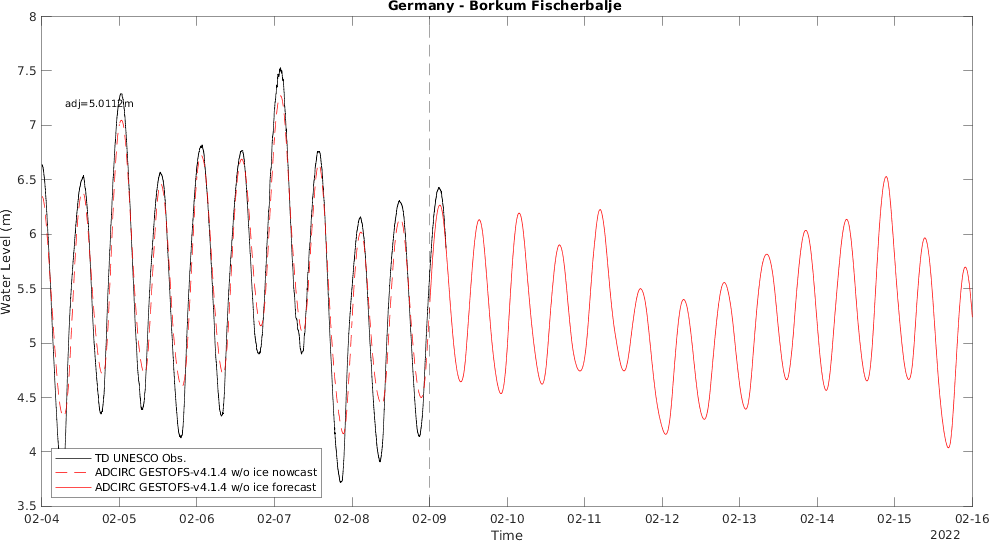 Germany - Borkum Fischerbalje
8
7.5
adj=5.0112m
7
6.5
6
5.5
5
4.5
4
3.5
Water Level (m)
TD UNESCO Obs.
ADCIRC GESTOFS-v4.1.4 w/o ice nowcast
ADCIRC GESTOFS-v4.1.4 w/o ice forecast
02-04 02-05 02-06 02-07 02-08 02-09 02-10 02-11 02-12 02-13 02-14 02-15 02-16
Time
2022